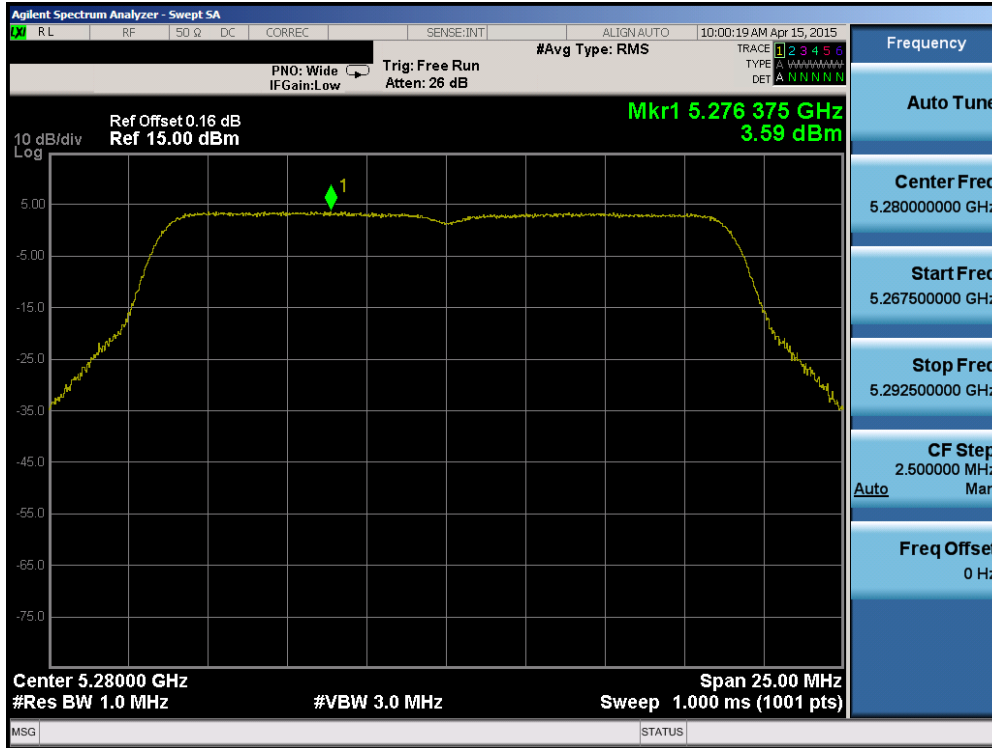 Agilent Spectrum Analyzer - Swept SA
LXI RL RF 50 Ω DC CORREC SENSE:INT ALIGN AUTO 10:00:19 AM Apr 15, 2015
#Avg Type: RMS TRACE 1 2 3 4 5 6
PNO: Wide Trig: Free Run TYPE A WWWWW
IFGain:Low Atten: 26 dB DET A N N N N N
Mkr1 5.276 375 GHz
Ref Offset 0.16 dB
10 dB/div Ref 15.00 dBm 3.59 dBm
Log
1
5.00
-5.00
-15.0
-25.0
-35.0
-45.0
-55.0
-65.0
-75.0
Center 5.28000 GHz Span 25.00 MHz
#Res BW 1.0 MHz #VBW 3.0 MHz Sweep 1.000 ms (1001 pts)
MSG STATUS
Frequency
Auto Tune
Center Freq
5.280000000 GHz
Start Freq
5.267500000 GHz
Stop Freq
5.292500000 GHz
CF Step
2.500000 MHz
Auto Man
Freq Offset
0 Hz